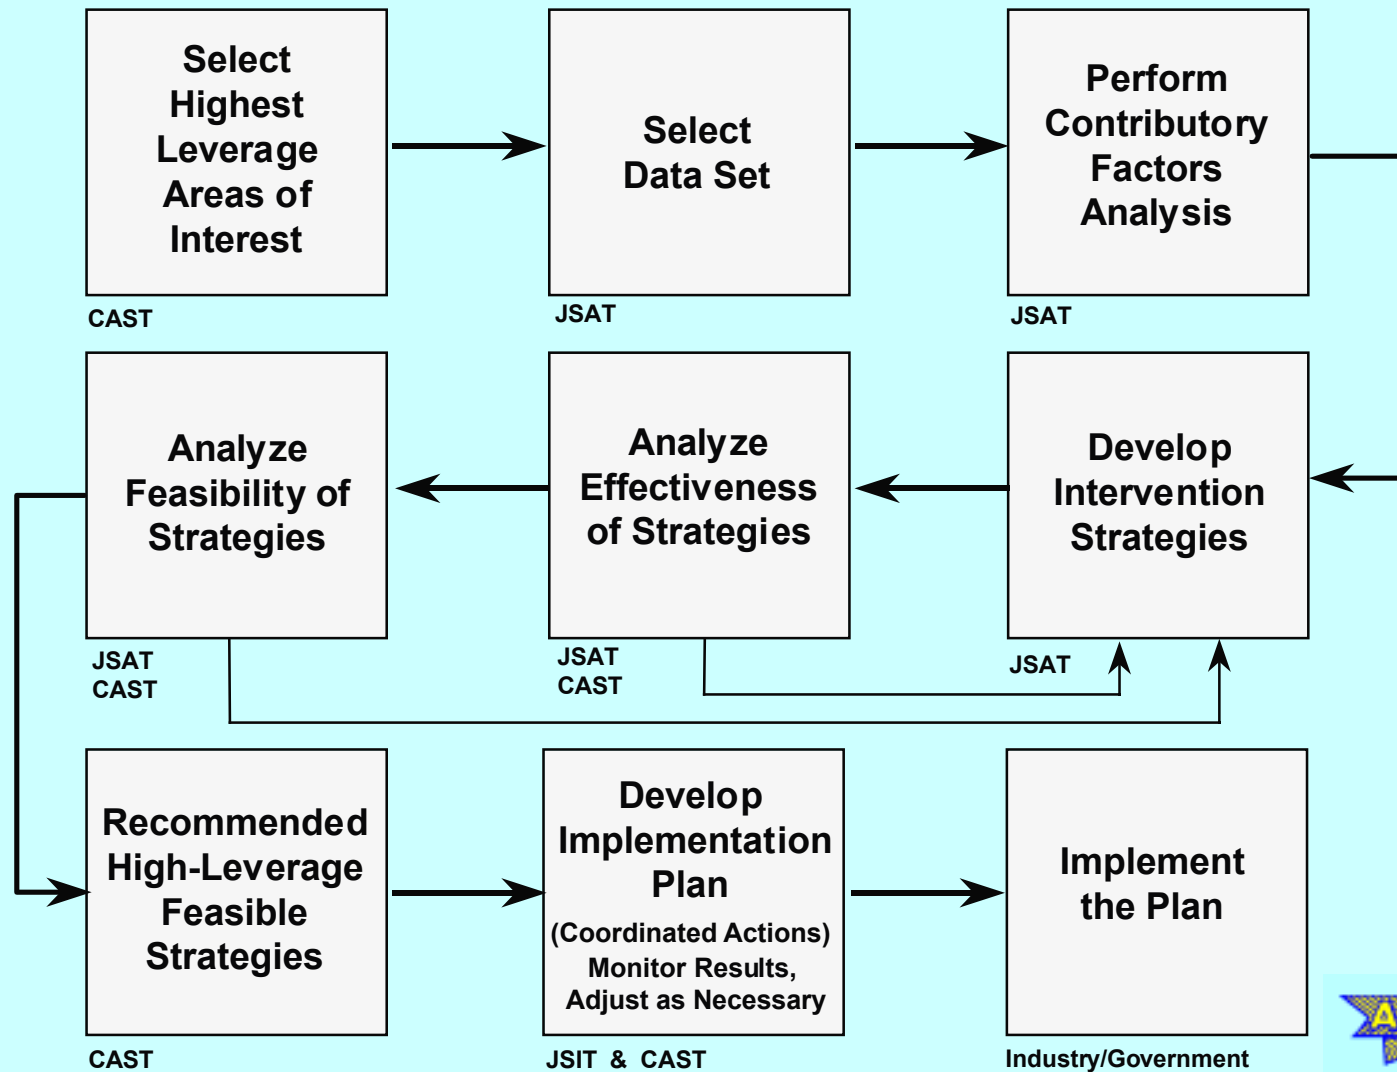 Select
Highest
Leverage
Areas of
Interest
CAST
Select
Data Set
JSAT
Perform
Contributory
Factors
Analysis
JSAT
Analyze
Feasibility of
Strategies
JSAT
CAST
Analyze
Effectiveness
of Strategies
JSAT
CAST
Develop
Intervention
Strategies
JSAT
Recommended
High-Leverage
Feasible
Strategies
CAST
Develop
Implementation
Plan
(Coordinated Actions)
Monitor Results,
Adjust as Necessary
JSIT & CAST
Implement
the Plan
Industry/Government